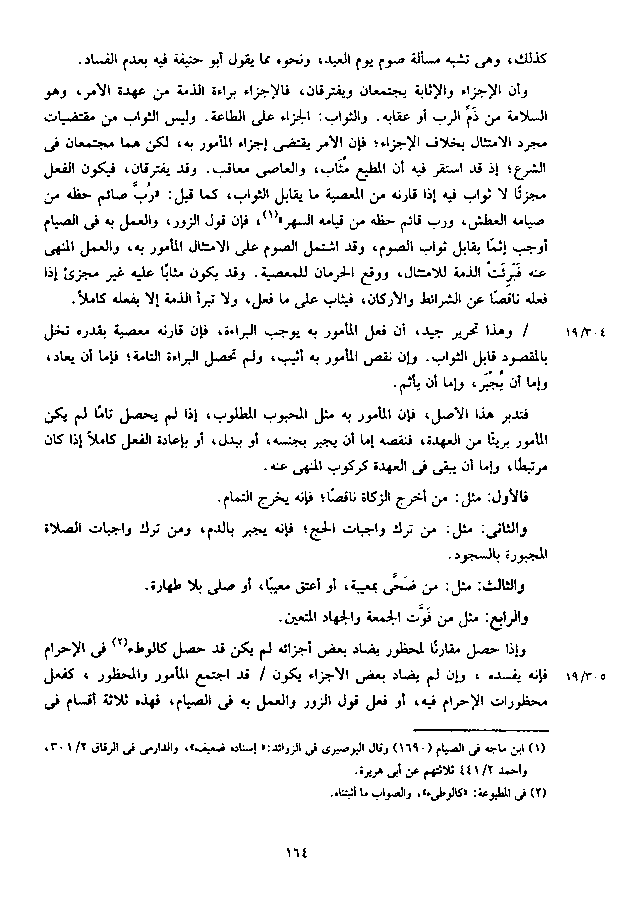 كذلك، وهى تشبه مسألة صوم يوم العيد، ونحوه مما يقول أبو حنيفة فيه بعدم الفساد.
وأن الإجزاء والإثابة يجتمعان ويفترقان، فالإجزاء براءة الذمة من عهدة الأمر، وهو
السلامة من ذَمِّ الرب أو عقابه. والثواب: الجزاء على الطاعة. وليس الثواب من مقتضيات
مجرد الامتثال بخلاف الإجزاء؛ فإن الأمر يقتضى إجزاء المأمور به، لكن هما مجتمعان فى
الشرع؛ إذ قد استقر فيه أن المطيع مُثَاب، والعاصى معاقب. وقد يفترقان، فيكون الفعل
مجزئًا لا ثواب فيه إذا قارنه من المعصية ما يقابل الثواب، كما قيل: «رُبَّ صائم حظه من
صيامه العطش، ورب قائم حظه من قيامه السهر»(١)، فإن قول الزور، والعمل به فى الصيام
أوجب إثمًا يقابل ثواب الصوم، وقد اشتمل الصوم على الامتثال المأمور به، والعمل المنهى
عنه فَبَرِئَتْ الذمة للامتثال، ووقع الحرمان للمعصية. وقد يكون مثابًا عليه غير مجزئ إذا
فعله ناقصًا عن الشرائط والأركان، فيثاب على ما فعل، ولا تبرأ الذمة إلا بفعله كاملاً.
١٩/٣٠٤ / وهذا تحرير جيد، أن فعل المأمور به يوجب البراءة، فإن قارنه معصية بقدره تخل
بالمقصود قابل الثواب. وإن نقص المأمور به أثيب، ولم تحصل البراءة التامة؛ فإما أن يعاد،
وإما أن يُجْبَر، وإما أن يأثم.
فتدبر هذا الأصل، فإن المأمور به مثل المحبوب المطلوب، إذا لم يحصل تامًا لم يكن
المأمور بريئًا من العهدة، فنقصه إما أن يجبر بجنسه، أو ببدل، أو بإعادة الفعل كاملاً إذا كان
مرتبطًا، وإما أن يبقى فى العهدة كركوب المنهى عنه.
فالأول: مثل: من أخرج الزكاة ناقصًا؛ فإنه يخرج التمام.
والثانى: مثل: من ترك واجبات الحج؛ فإنه يجبر بالدم، ومن ترك واجبات الصلاة
المجبورة بالسجود.
والثالث: مثل: من ضَحَّى بمعيبة، أو أعتق معيبًا، أو صلى بلا طهارة.
والرابع: مثل من فَوَّت الجمعة والجهاد المتعين.
وإذا حصل مقارنًا لمحظور يضاد بعض أجزائه لم يكن قد حصل كالوطء(٢) فى الإحرام
١٩/٣٠٥ فإنه يفسده ، وإن لم يضاد بعض الأجزاء يكون / قد اجتمع المأمور والمحظور ، كفعل
محظورات الإحرام فيه، أو فعل قول الزور والعمل به فى الصيام، فهذه ثلاثة أقسام فى
(١) ابن ماجه فى الصيام (١٦٩٠) وقال البوصيرى فى الزوائد:« إسناده ضعيف»، والدارمى فى الرقاق ٣٠١/٢،
وأحمد ٤٤١/٢ ثلاثتهم عن أبى هريرة.
(٢) فى المطبوعة: «كالوطىء»، والصواب ما أثبتناه.
١٦٤